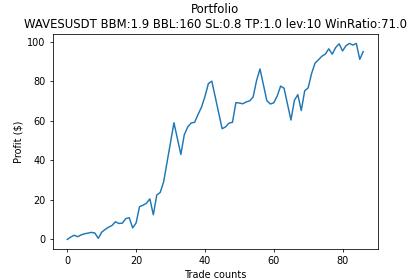 Portfolio
WAVESUSDT BBM:1.9 BBL:160 SL:0.8 TP:1.0 lev:10 WinRatio:71.0
100
80
60
40
20
0
Profit ($)
0 20 40 60 80
Trade counts